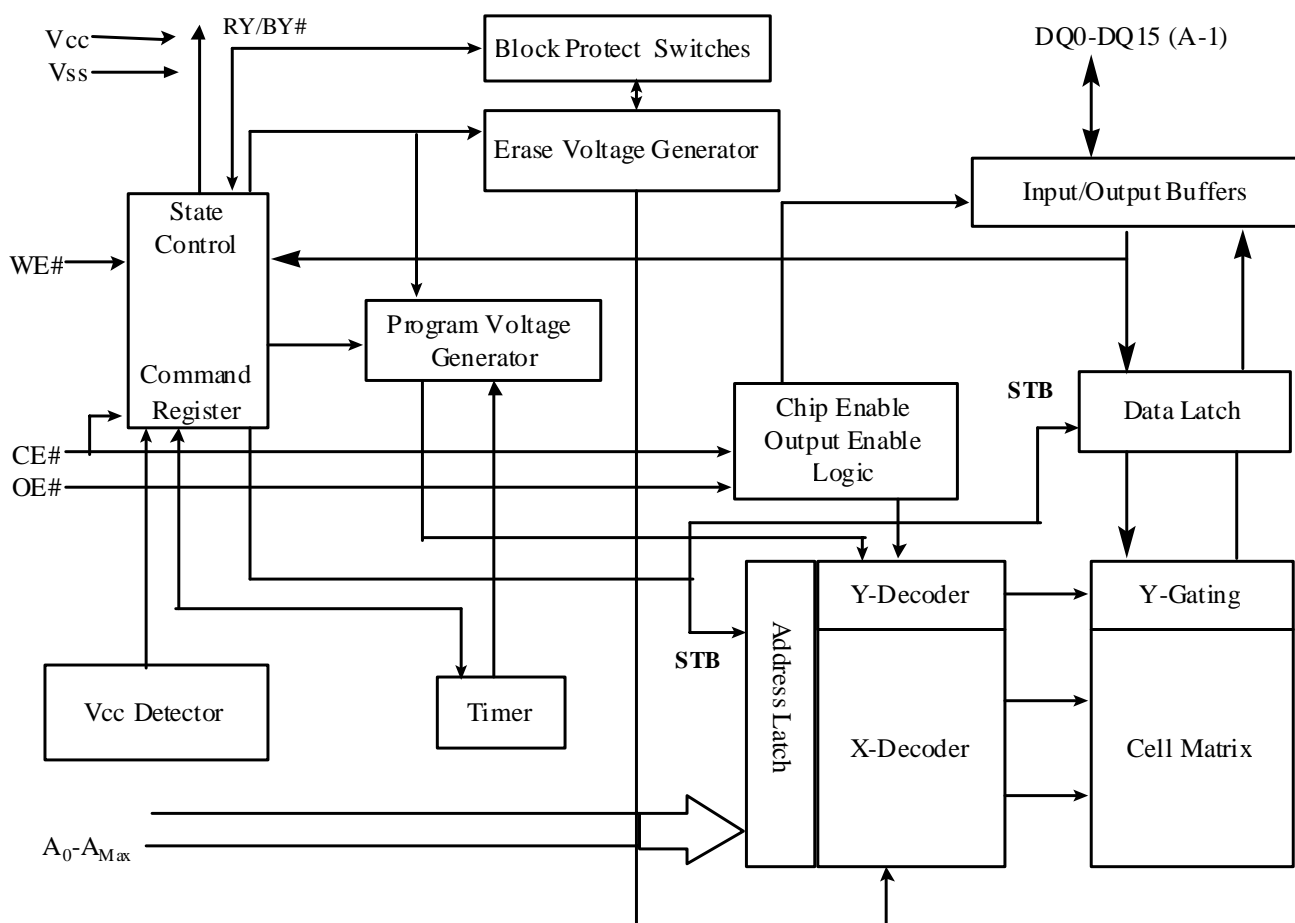 Vcc
Vss
RY/BY#
Block Protect Switches
DQ0-DQ15 (A-1)
Erase Voltage Generator
Input/Output Buffers
State
Control
WE#
Program Voltage
Generator
Command
Register
STB
Data Latch
Chip Enable
Output Enable
Logic
CE#
OE#
Y-Decoder
Y-Gating
STB
Address Latch
Vcc Detector
Timer
X-Decoder
Cell Matrix
A0-AMax